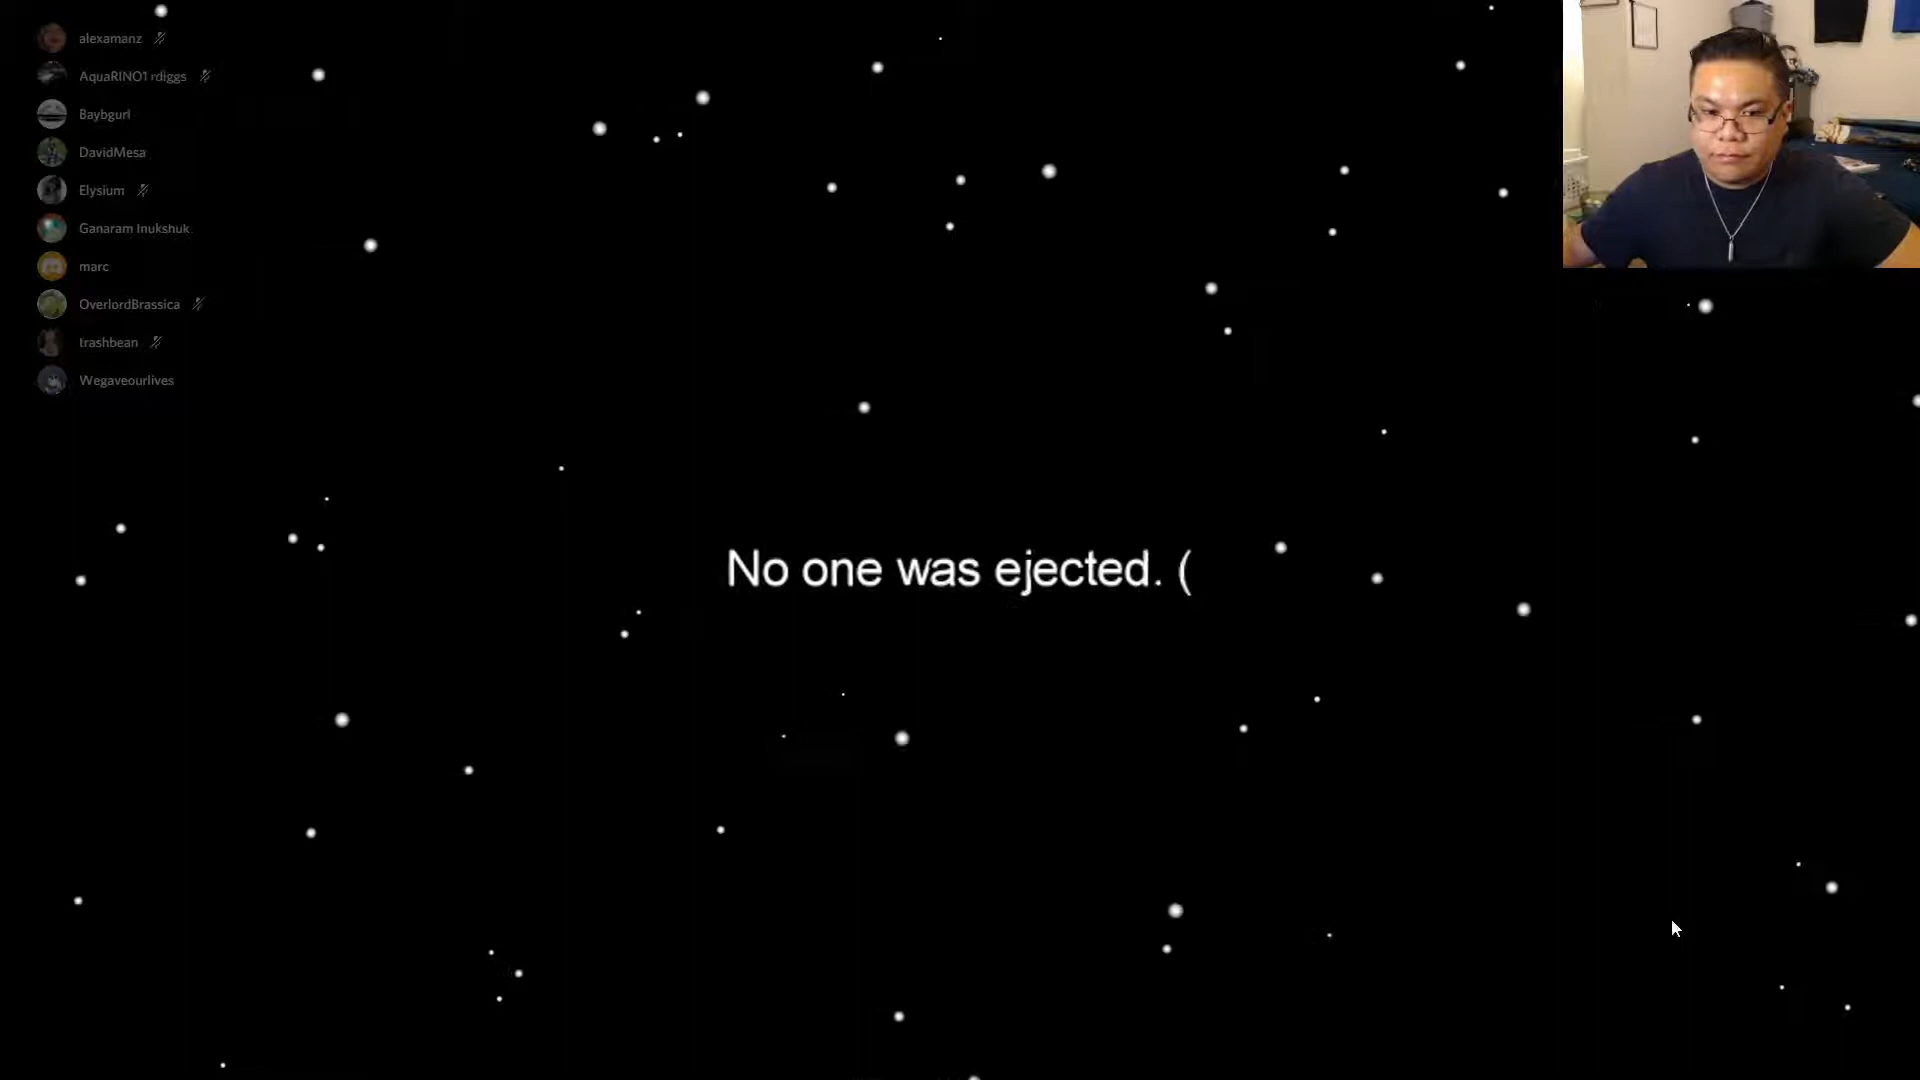 alexamanz
AquaRINO1 rdiggs
Baybgurl
DavidMesa
Elysium
Ganaram Inukshuk
marc
OverlordBrassica
trashbean
Wegaveourlives
No one was ejected. (